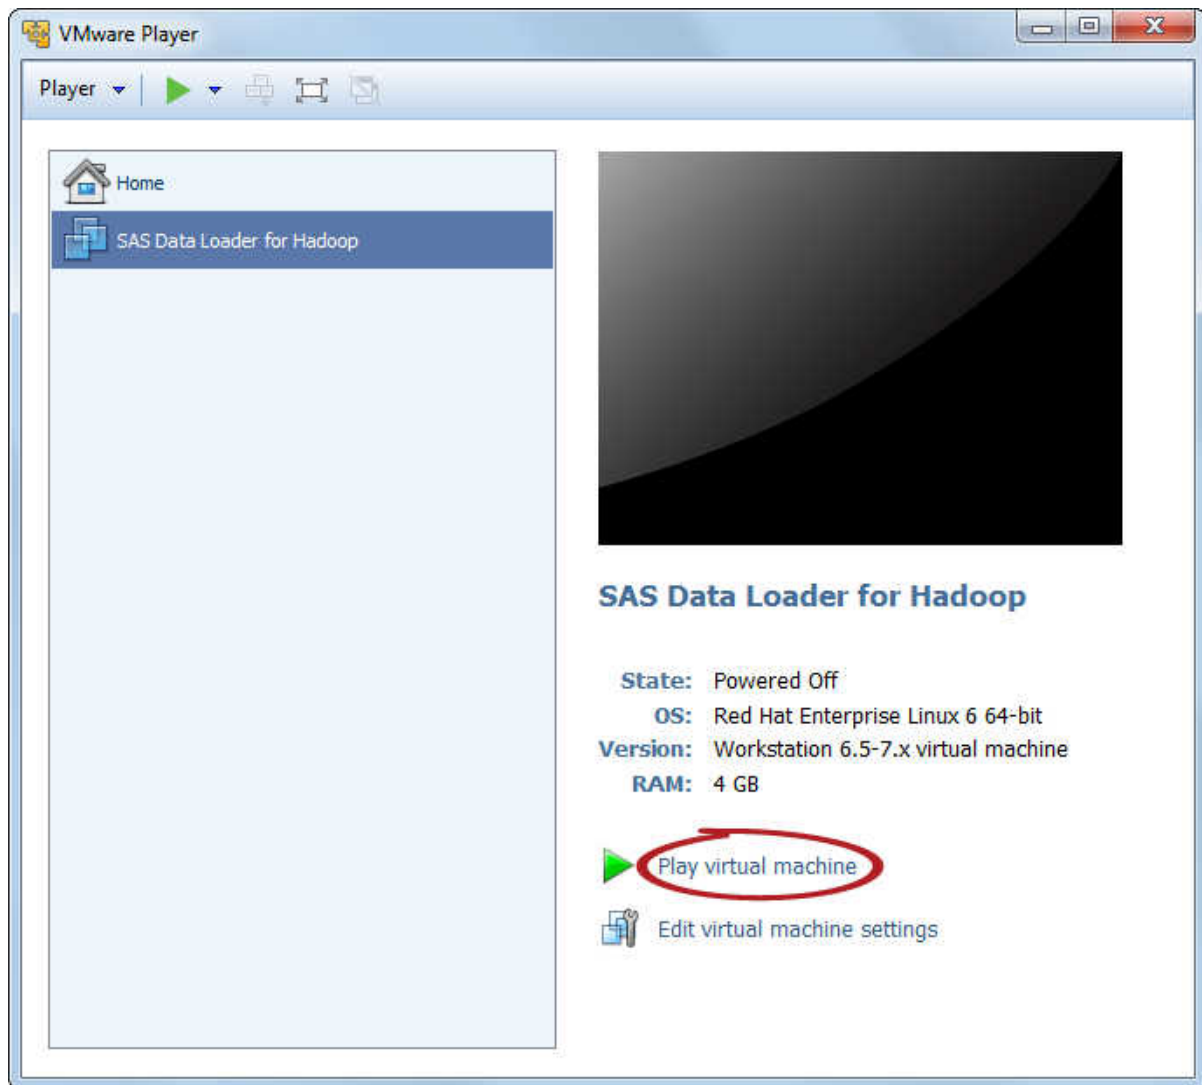 VMware Player
Player
Home
SAS Data Loader for Hadoop
SAS Data Loader for Hadoop
State: Powered Off
OS: Red Hat Enterprise Linux 6 64-bit
Version: Workstation 6.5-7.x virtual machine
RAM: 4 GB
Play virtual machine
Edit virtual machine settings